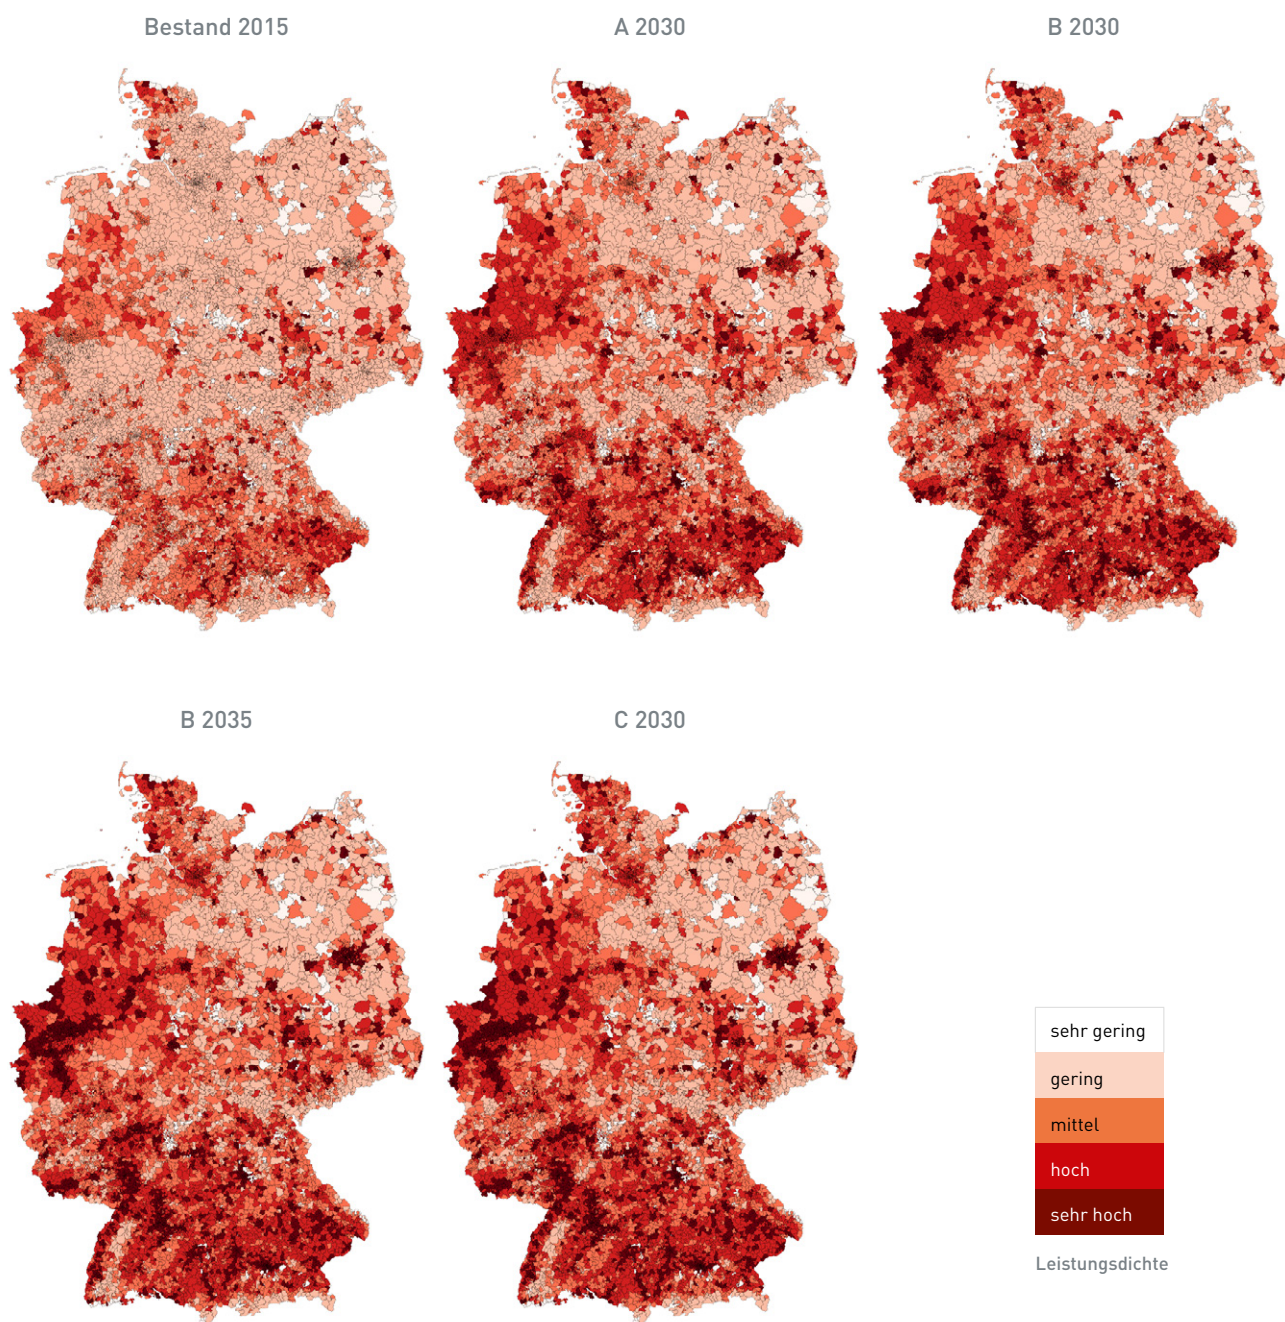 Bestand 2015
A 2030
B 2030
B 2035
C 2030
sehr gering
gering
mittel
hoch
sehr hoch
Leistungsdichte